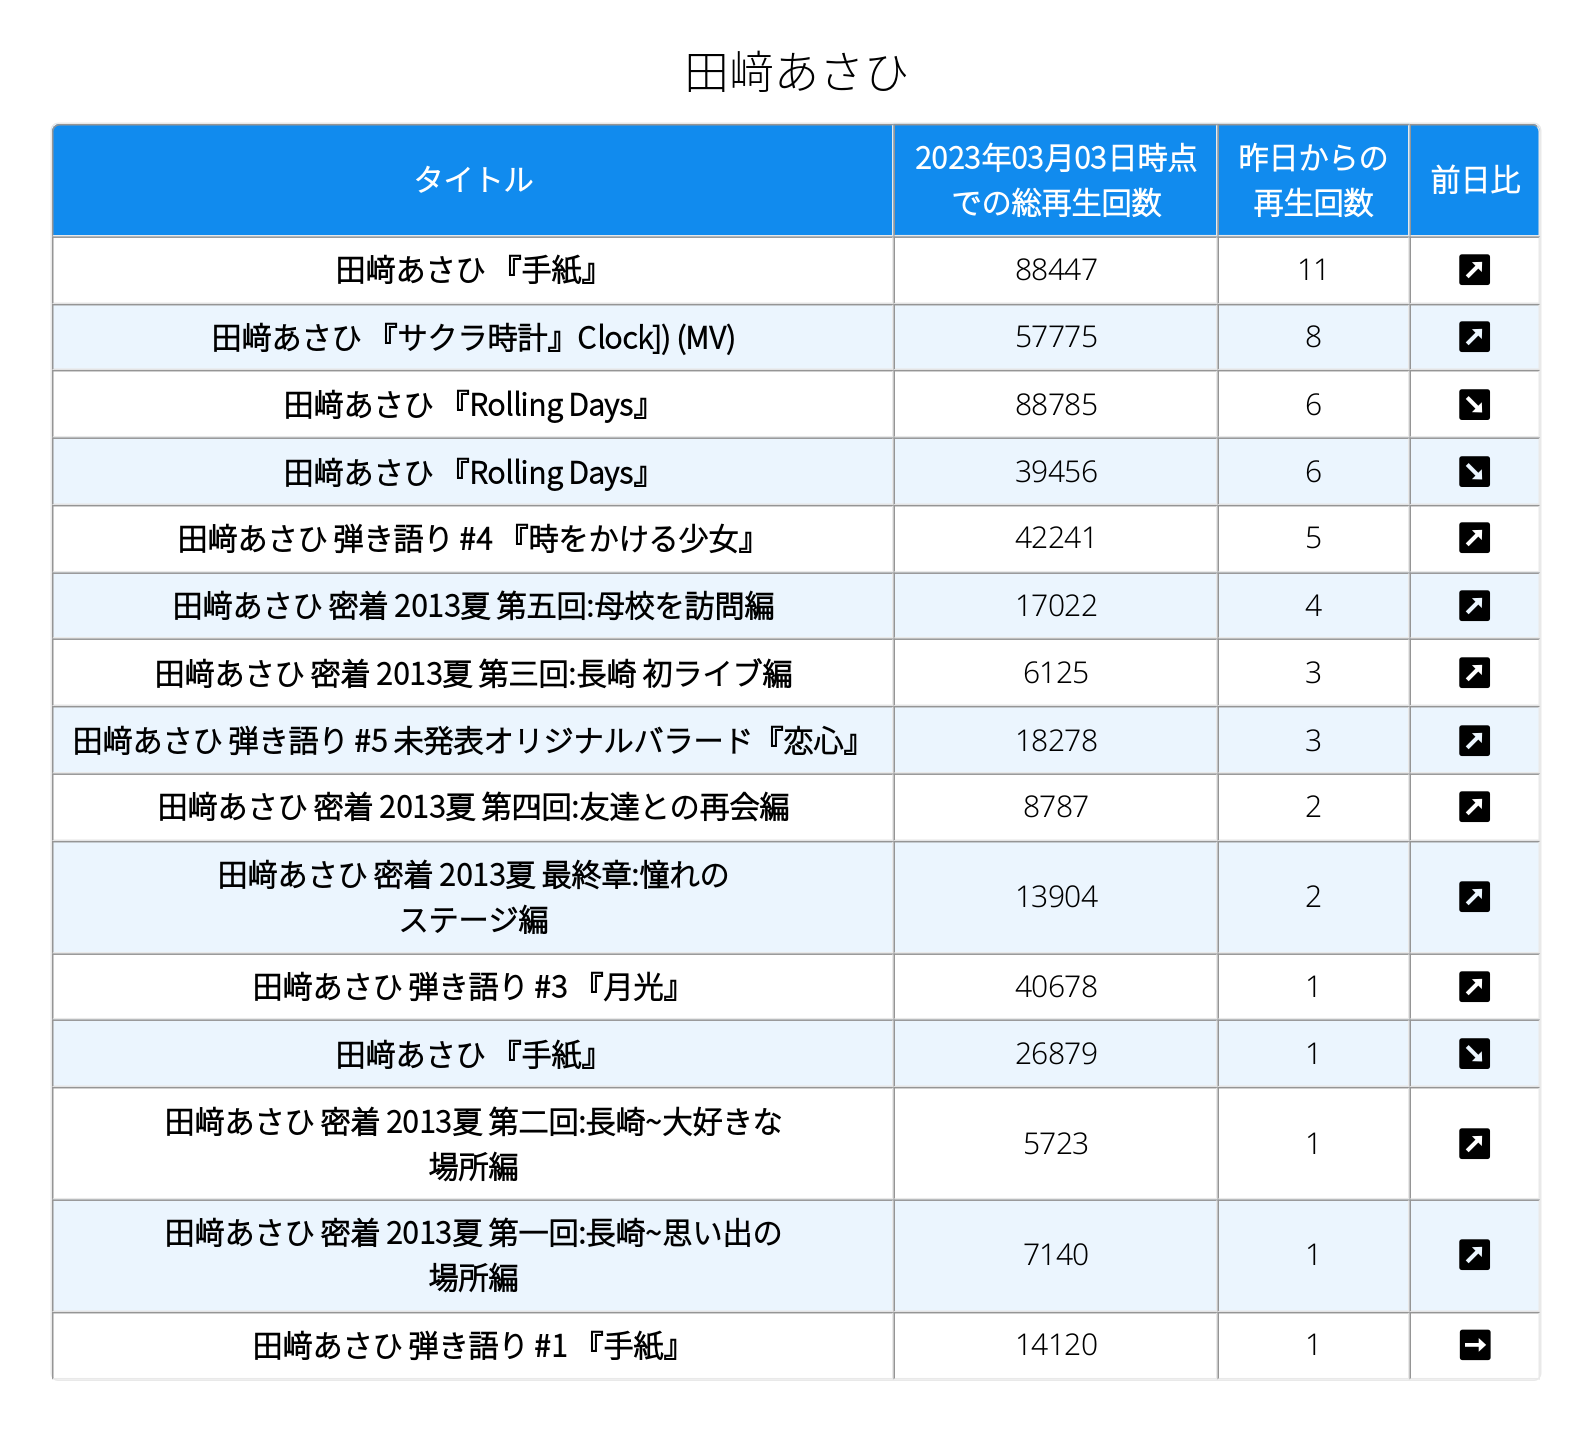 田﨑あさひ
タイトル
2023年03月03日時点
での総再生回数
昨日からの
再生回数
前日比
田﨑あさひ 『手紙』 88447 11
田﨑あさひ 『サクラ時計』Clock]) (MV) 57775 8
田﨑あさひ 『Rolling Days』 88785 6
田﨑あさひ 『Rolling Days』 39456 6
田﨑あさひ 弾き語り #4 『時をかける少女』 42241 5
田﨑あさひ 密着 2013夏 第五回:母校を訪問編 17022 4
田﨑あさひ 密着 2013夏 第三回:長崎 初ライブ編 6125 3
田﨑あさひ 弾き語り #5 未発表オリジナルバラード『恋心』 18278 3
田﨑あさひ 密着 2013夏 第四回:友達との再会編 8787 2
田﨑あさひ 密着 2013夏 最終章:憧れの
ステージ編 13904 2
田﨑あさひ 弾き語り #3 『月光』 40678 1
田﨑あさひ 『手紙』 26879 1
田﨑あさひ 密着 2013夏 第二回:長崎~大好きな
場所編 5723 1
田﨑あさひ 密着 2013夏 第一回:長崎~思い出の
場所編 7140 1
田﨑あさひ 弾き語り #1 『手紙』 14120 1